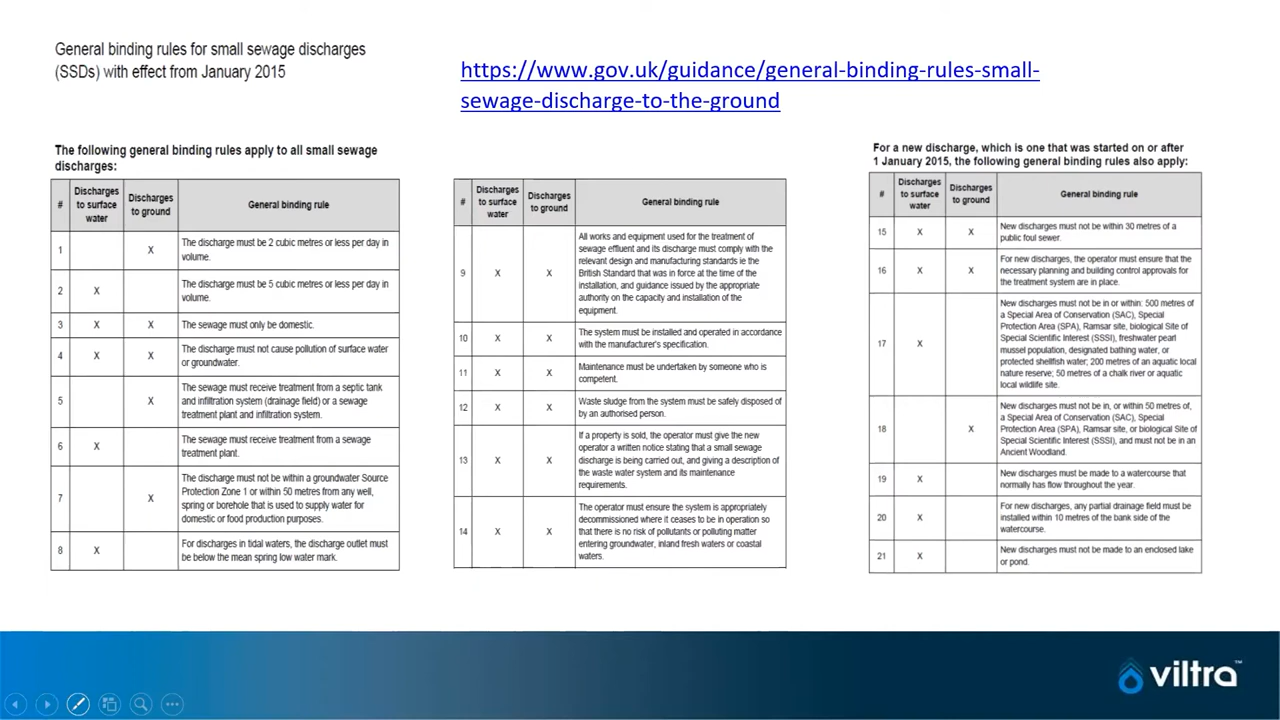 General binding rules for small sewage discharges
(SSDs) with effect from January 2015
https://www.gov.uk/guidance/general-binding-rules-small-
sewage-discharge-to-the-ground
The following general binding rules apply to all small sewage
discharges:
# Discharges to surface water Discharges to ground General binding rule
1 X The discharge must be 2 cubic metres or less per day in
volume.
2 X The discharge must be 5 cubic metres or less per day in
volume.
3 X X The sewage must only be domestic.
4 X X The discharge must not cause pollution of surface water
or groundwater.
5 X The sewage must receive treatment from a septic tank
and infiltration system (drainage field) or a sewage
treatment plant and infiltration system.
6 X The sewage must receive treatment from a sewage
treatment plant.
7 X The discharge must not be within a groundwater Source
Protection Zone 1 or within 50 metres from any well,
spring or borehole that is used to supply water for
domestic or food production purposes.
8 X For discharges in tidal waters, the discharge outlet must
be below the mean spring low water mark.
# Discharges to surface water Discharges to ground General binding rule
9 X X All works and equipment used for the treatment of
sewage effluent and its discharge must comply with the
relevant design and manufacturing standards ie the
British Standard that was in force at the time of the
installation, and guidance issued by the appropriate
authority on the capacity and installation of the
equipment.
10 X X The system must be installed and operated in accordance
with the manufacturer's specification.
11 X X Maintenance must be undertaken by someone who is
competent.
12 X X Waste sludge from the system must be safely disposed of
by an authorised person.
13 X X If a property is sold, the operator must give the new
operator a written notice stating that a small sewage
discharge is being carried out, and giving a description of
the waste water system and its maintenance
requirements.
14 X X The operator must ensure the system is appropriately
decommissioned where it ceases to be in operation so
that there is no risk of pollutants or polluting matter
entering groundwater, inland fresh waters or coastal
waters.
For a new discharge, which is one that was started on or after
1 January 2015, the following general binding rules also apply:
# Discharges to surface water Discharges to ground General binding rule
15 X X New discharges must not be within 30 metres of a
public foul sewer.
16 X X For new discharges, the operator must ensure that the
necessary planning and building control approvals for
the treatment system are in place.
17 X New discharges must not be in or within: 500 metres of
a Special Area of Conservation (SAC), Special
Protection Area (SPA), Ramsar site, biological Site of
Special Scientific Interest (SSSI), freshwater pearl
mussel population, designated bathing water, or
protected shellfish water; 200 metres of an aquatic local
nature reserve; 50 metres of a chalk river or aquatic
local wildlife site.
18 X New discharges must not be in, or within 50 metres of,
a Special Area of Conservation (SAC), Special
Protection Area (SPA), Ramsar site, or biological Site of
Special Scientific Interest (SSSI), and must not be in an
Ancient Woodland.
19 X New discharges must be made to a watercourse that
normally has flow throughout the year.
20 X For new discharges, any partial drainage field must be
installed within 10 metres of the bank side of the
watercourse.
21 X New discharges must not be made to an enclosed lake
or pond.
viltra™